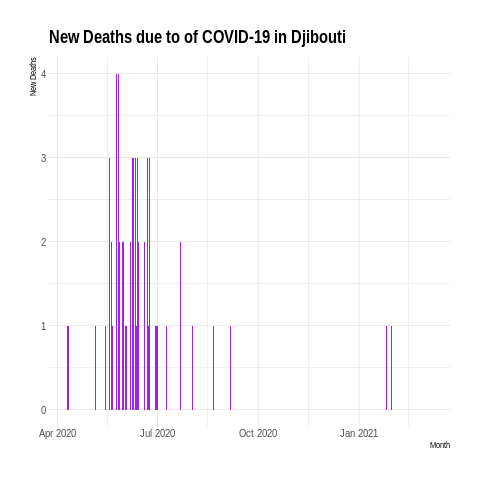 New Deaths due to of COVID-19 in Djibouti
New Deaths
4
3
2
1
0
Apr 2020 Jul 2020 Oct 2020 Jan 2021
Month